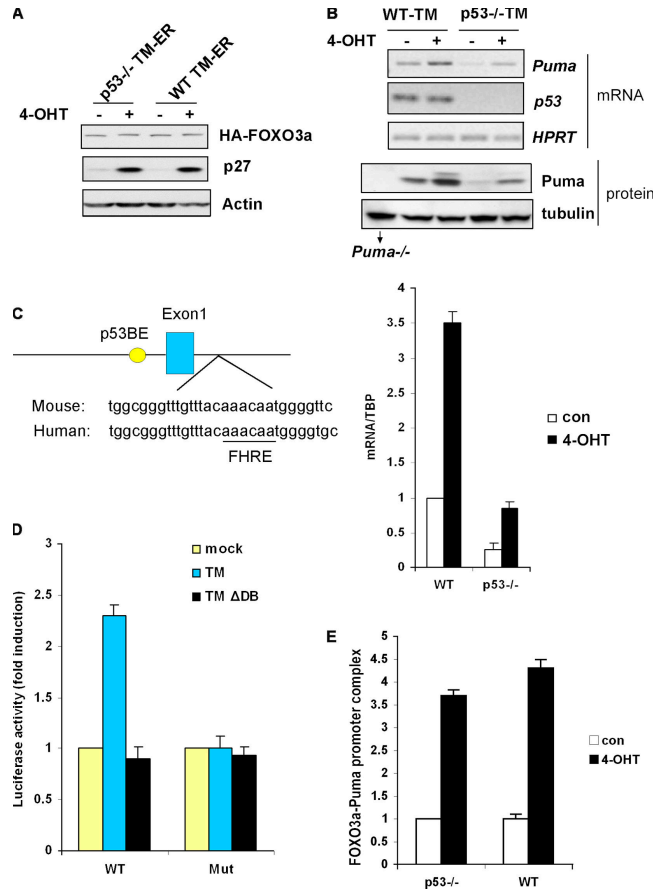 A
p53-/- TM-ER
WT TM-ER
4-OHT
- + - +
HA-FOXO3a
p27
Actin
B
WT-TM p53-/-TM
4-OHT - + - +
Puma
p53
HPRT
mRNA
Puma
tubulin
protein
Puma-/-
C
p53BE
Exon1
Mouse: tggcgggtttgtttacaaacaatggggttc
Human: tggcgggtttgtttacaaacaatggggtgc
FHRE
4
3.5
3
2.5
2
1.5
1
0.5
0
mRNA/TBP
con
4-OHT
WT p53-/-
D
3
2.5
2
1.5
1
0.5
0
Luciferase activity (fold induction)
mock
TM
TM ΔDB
WT Mut
E
5
4.5
4
3.5
3
2.5
2
1.5
1
0.5
0
FOXO3a-Puma promoter complex
con
4-OHT
p53-/- WT